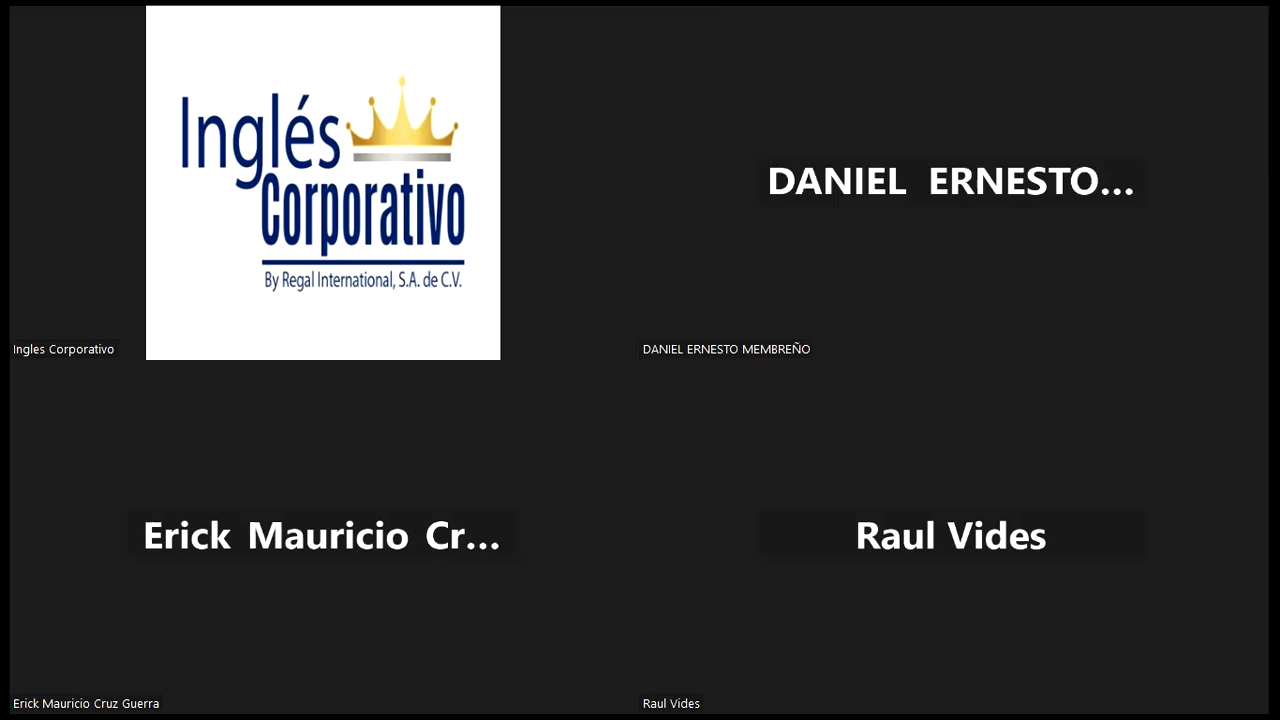 Inglés
Corporativo
By Regal International, S.A. de C.V.
Ingles Corporativo
DANIEL ERNESTO...
DANIEL ERNESTO MEMBREÑO
Erick Mauricio Cr...
Erick Mauricio Cruz Guerra
Raul Vides
Raul Vides